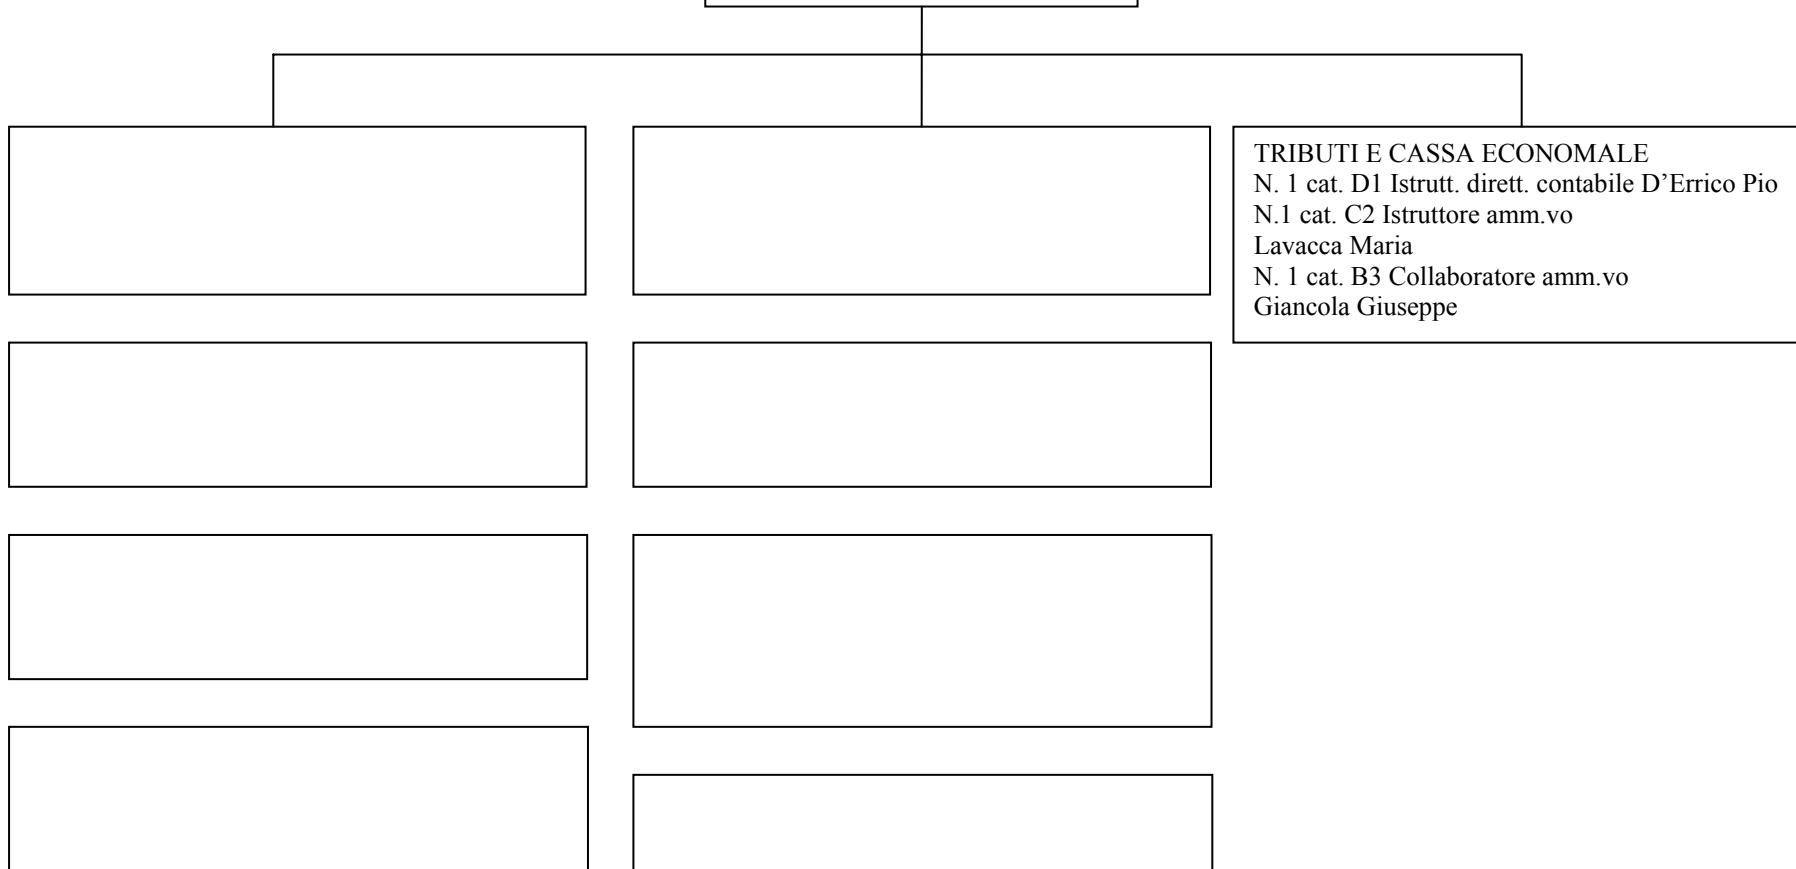 TRIBUTI E CASSA ECONOMALE
N. 1 cat. D1 Istrutt. dirett. contabile D’Errico Pio
N.1 cat. C2 Istruttore amm.vo
Lavacca Maria
N. 1 cat. B3 Collaboratore amm.vo
Giancola Giuseppe